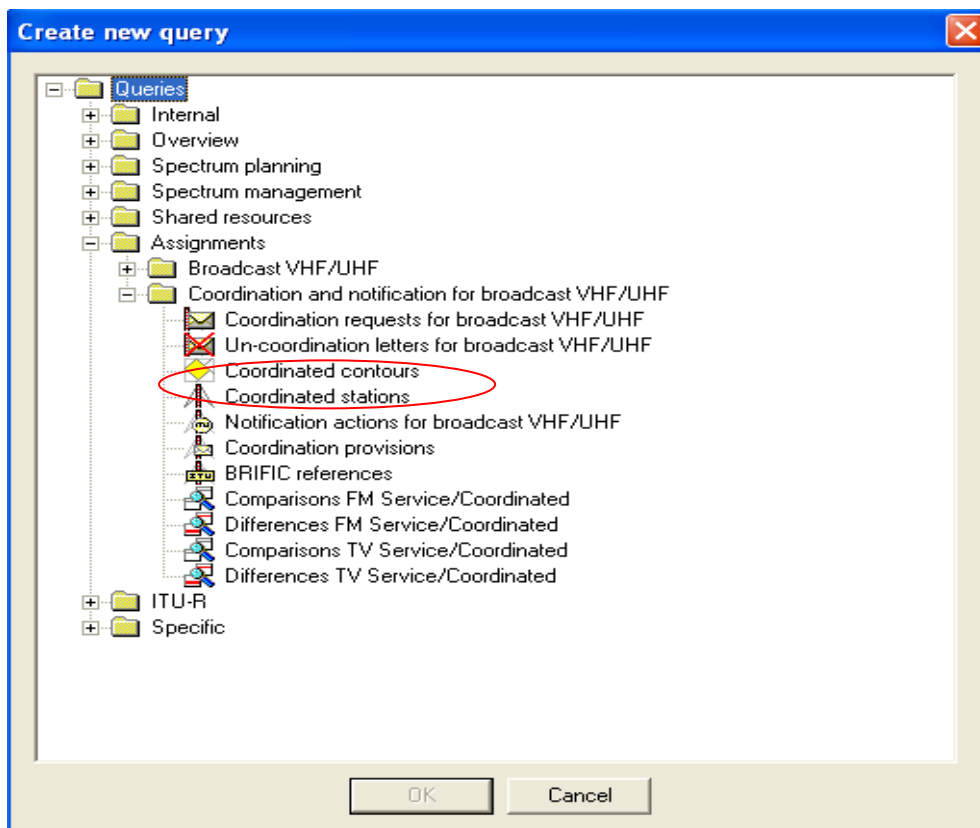 Create new query
Queries
Internal
Overview
Spectrum planning
Spectrum management
Shared resources
Assignments
Broadcast VHF/UHF
Coordination and notification for broadcast VHF/UHF
Coordination requests for broadcast VHF/UHF
Un-coordination letters for broadcast VHF/UHF
Coordinated contours
Coordinated stations
Notification actions for broadcast VHF/UHF
Coordination provisions
BRIFIC references
Comparisons FM Service/Coordinated
Differences FM Service/Coordinated
Comparisons TV Service/Coordinated
Differences TV Service/Coordinated
ITU-R
Specific
OK Cancel